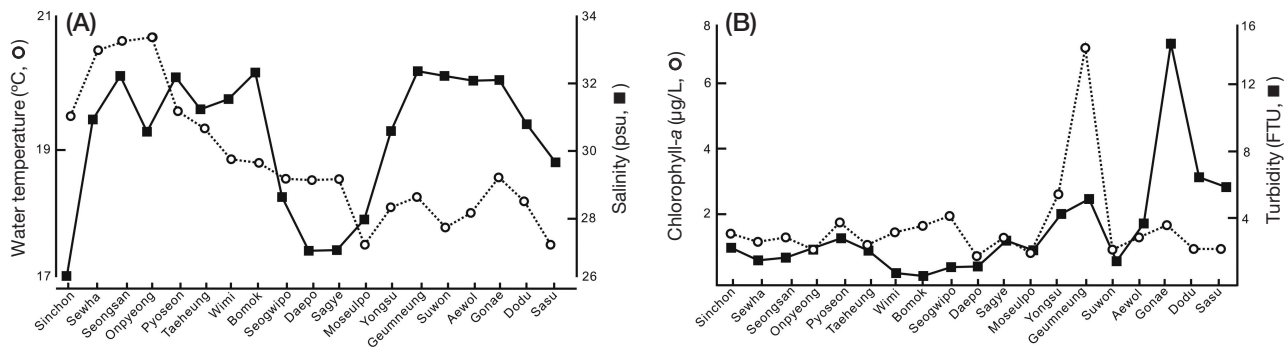 (A)
21
19
17
Water temperature (°C, o)
34
32
30
28
26
Salinity (psu, ■)
Sinchon
Sewha
Seongsan
Onpyeong
Pyoseon
Taeheung
Wimi
Bomok
Seogwipo
Daepo
Sagye
Moseulpo
Yongsu
Geumneung
Suwon
Aewol
Gonae
Dodu
Sasu
(B)
8
6
4
2
Chlorophyll-a (µg/L, o)
16
12
8
4
Turbidity (FTU, ■)
Sinchon
Sewha
Seongsan
Onpyeong
Pyoseon
Taeheung
Wimi
Bomok
Seogwipo
Daepo
Sagye
Moseulpo
Yongsu
Geumneung
Suwon
Aewol
Gonae
Dodu
Sasu